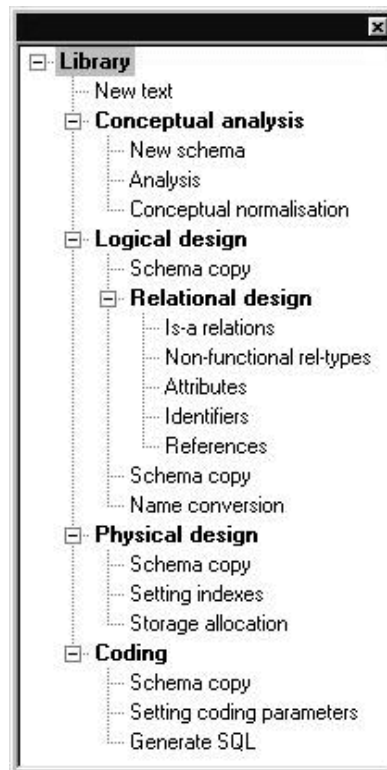 Library
New text
Conceptual analysis
New schema
Analysis
Conceptual normalisation
Logical design
Schema copy
Relational design
Is-a relations
Non-functional rel-types
Attributes
Identifiers
References
Schema copy
Name conversion
Physical design
Schema copy
Setting indexes
Storage allocation
Coding
Schema copy
Setting coding parameters
Generate SQL